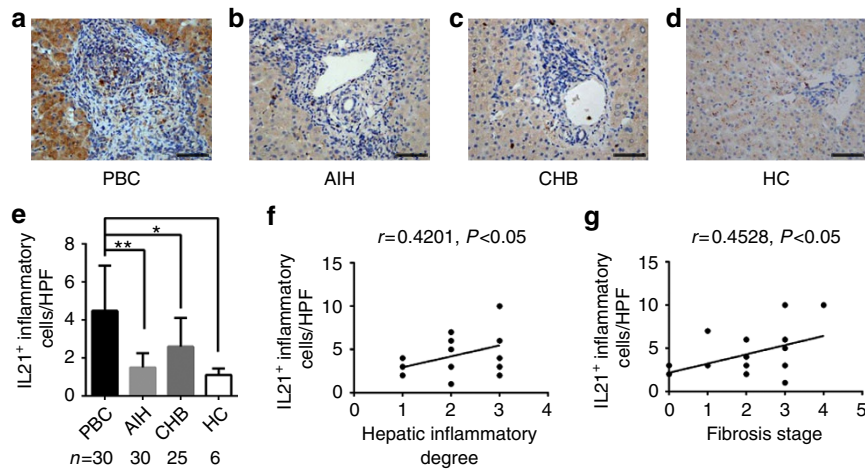 a
b
c
d
PBC
AIH
CHB
HC
e
IL21+ inflammatory
cells/HPF
8
6
4
2
0
**
*
PBC
AIH
CHB
HC
n=30 30 25 6
f
r=0.4201, P<0.05
IL21+ inflammatory
cells/HPF
15
10
5
0
0 1 2 3 4
Hepatic inflammatory
degree
g
r=0.4528, P<0.05
IL21+ inflammatory
cells/HPF
15
10
5
0
0 1 2 3 4 5
Fibrosis stage